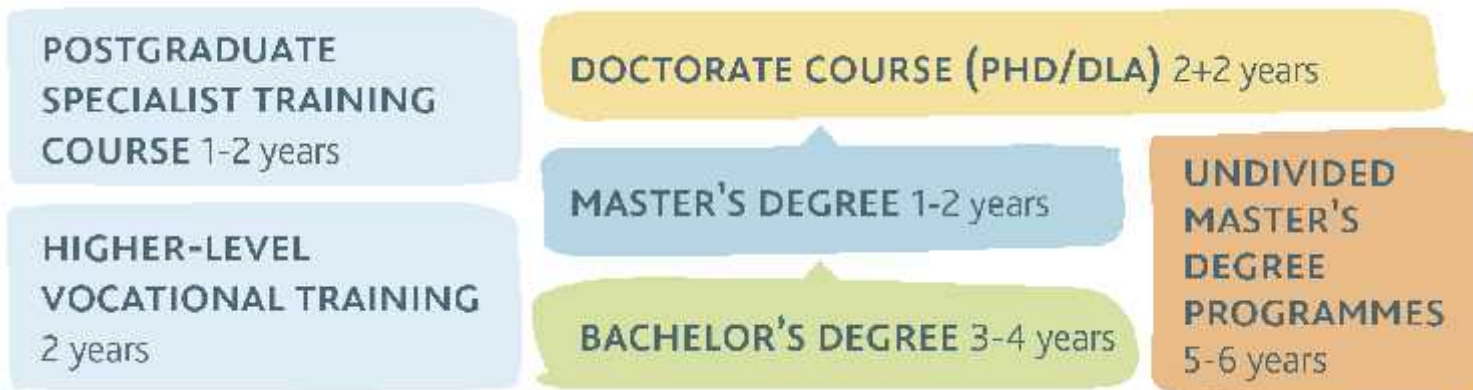 POSTGRADUATE
SPECIALIST TRAINING
COURSE 1-2 years
HIGHER-LEVEL
VOCATIONAL TRAINING
2 years
DOCTORATE COURSE (PHD/DLA) 2+2 years
MASTER'S DEGREE 1-2 years
BACHELOR'S DEGREE 3-4 years
UNDIVIDED
MASTER'S
DEGREE
PROGRAMMES
5-6 years